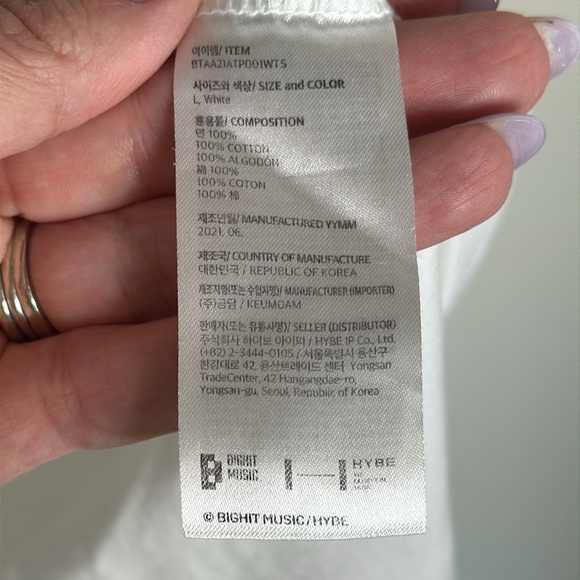 아이템/ ITEM
BTAA21ATP001WTS
사이즈와 색상/ SIZE and COLOR
L, White
혼용률/ COMPOSITION
면 100%
100% COTTON
100% ALGODÓN
綿 100%
100% COTON
100% 棉
제조년월/ MANUFACTURED YYMM
2021. 06.
제조국/ COUNTRY OF MANUFACTURE
대한민국 / REPUBLIC OF KOREA
제조자명(또는 수입자명)/ MANUFACTURER (IMPORTER)
(주)금담 / KEUMDAM
판매자(또는 유통사명)/ SELLER (DISTRIBUTOR)
주식회사 하이브 아이피 / HYBE IP Co., Ltd.
(+82) 2-3444-0105 / 서울특별시 용산구
한강대로 42, 용산트레이드 센터 Yongsan
TradeCenter, 42 Hangangdae-ro,
Yongsan-gu, Seoul, Republic of Korea
BIGHIT
MUSIC
HYBE
© BIGHIT MUSIC/HYBE